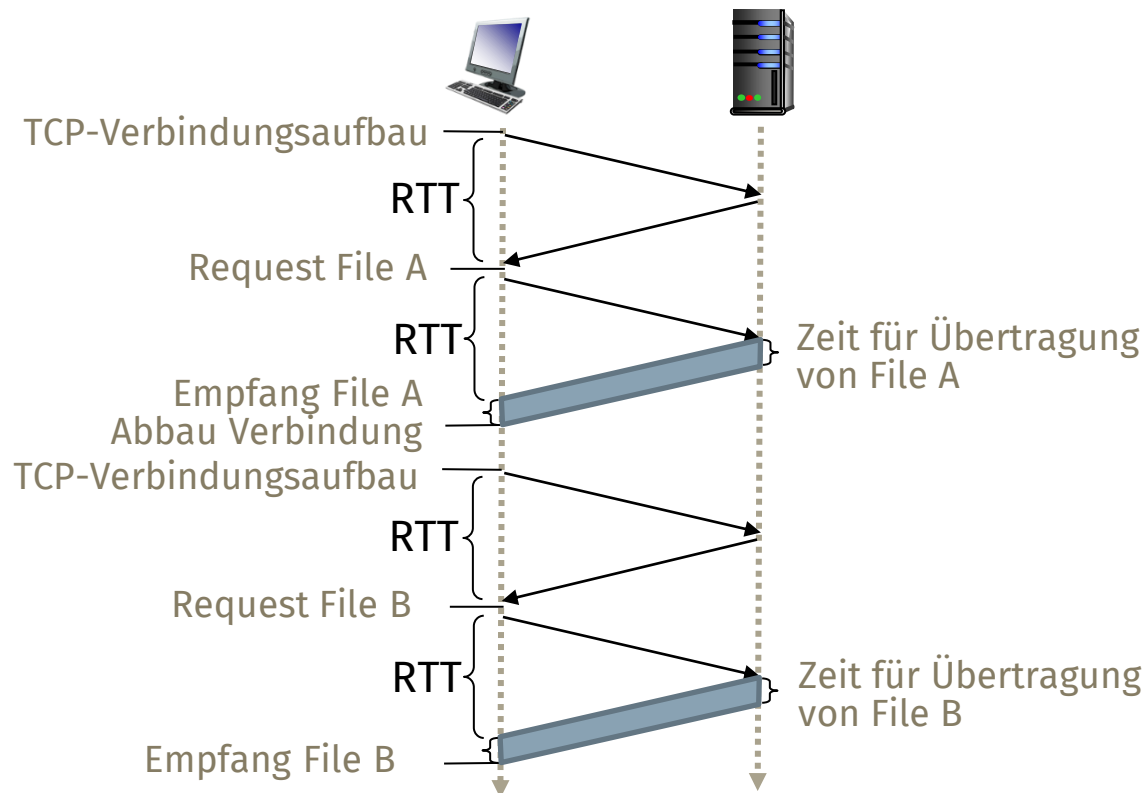 TCP-Verbindungsaufbau
RTT
Request File A
RTT
Zeit für Übertragung
von File A
Empfang File A
Abbau Verbindung
TCP-Verbindungsaufbau
RTT
Request File B
RTT
Zeit für Übertragung
von File B
Empfang File B